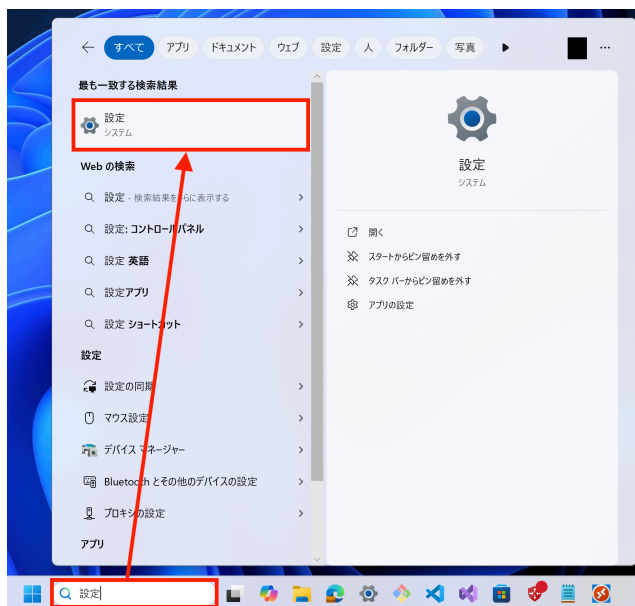 すべて アプリ ドキュメント ウェブ 設定 人 フォルダー 写真
最も一致する検索結果
設定
システム
Web の検索
設定 - 検索結果をさらに表示する
設定: コントロールパネル
設定 英語
設定アプリ
設定 ショートカット
設定
設定の同期
マウス設定
デバイス マネージャー
Bluetooth とその他のデバイスの設定
プロキシの設定
アプリ
設定
システム
開く
スタートからピン留めを外す
タスク バーからピン留めを外す
アプリの設定
設定